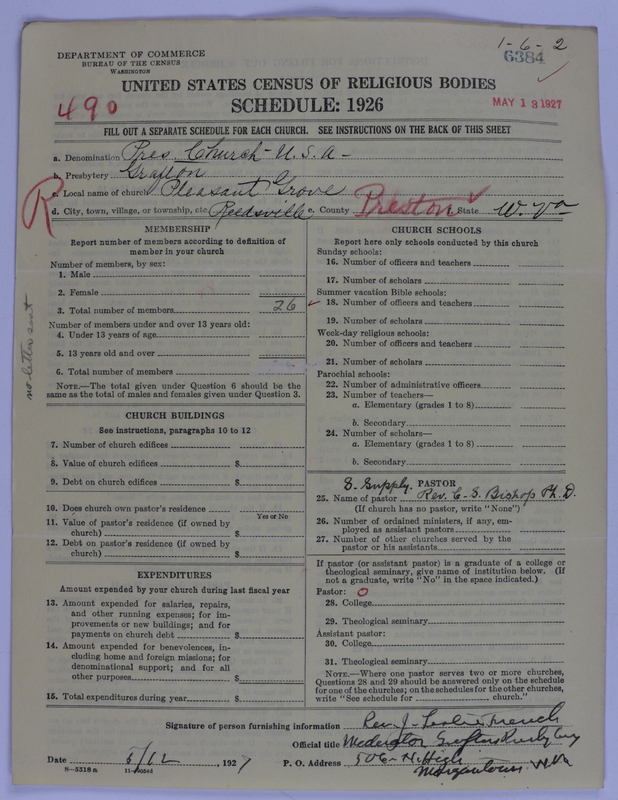 DEPARTMENT OF COMMERCE
BUREAU OF THE CENSUS
WASHINGTON
1-6-2
6384
UNITED STATES CENSUS OF RELIGIOUS BODIES
SCHEDULE: 1926
490
MAY 13 1927
FILL OUT A SEPARATE SCHEDULE FOR EACH CHURCH. SEE INSTRUCTIONS ON THE BACK OF THIS SHEET
a. Denomination Pres. Church - U.S.A -
b. Presbytery Grafton
c. Local name of church Pleasant Grove
R
d. City, town, village, or township, etc. Reedsville e. County Preston f. State W. Va
MEMBERSHIP
Report number of members according to definition of
member in your church
Number of members, by sex:
1. Male
2. Female
3. Total number of members 26
Number of members under and over 13 years old:
4. Under 13 years of age
5. 13 years old and over
6. Total number of members
NOTE.—The total given under Question 6 should be
same as the total of males and females given under Question 3.
no letter sent
CHURCH BUILDINGS
See instructions, paragraphs 10 to 12
7. Number of church edifices
8. Value of church edifices $
9. Debt on church edifices $
10. Does church own pastor's residence
Yes or No
11. Value of pastor's residence (if owned by
church) $
12. Debt on pastor's residence (if owned by
church) $
EXPENDITURES
Amount expended by your church during last fiscal year
13. Amount expended for salaries, repairs,
and other running expenses; for im-
provements or new buildings; and for
payments on church debt $
14. Amount expended for benevolences, in-
cluding home and foreign missions; for
denominational support; and for all
other purposes $
15. Total expenditures during year $
CHURCH SCHOOLS
Report here only schools conducted by this church
Sunday schools:
16. Number of officers and teachers
17. Number of scholars
Summer vacation Bible schools:
18. Number of officers and teachers
19. Number of scholars
Week-day religious schools:
20. Number of officers and teachers
21. Number of scholars
Parochial schools:
22. Number of administrative officers
23. Number of teachers—
a. Elementary (grades 1 to 8)
b. Secondary
24. Number of scholars—
a. Elementary (grades 1 to 8)
b. Secondary
S. Supply. PASTOR
25. Name of pastor Rev. C. S. Bishop Ph.D.
(If church has no pastor, write "None")
26. Number of ordained ministers, if any, em-
ployed as assistant pastors
27. Number of other churches served by the
pastor or his assistants
If pastor (or assistant pastor) is a graduate of a college or
theological seminary, give name of institution below. (If
not a graduate, write "No" in the space indicated.)
Pastor: O
28. College
29. Theological seminary
Assistant pastor:
30. College
31. Theological seminary
NOTE.—Where one pastor serves two or more churches,
Questions 28 and 29 should be answered only on the schedule
for one of the churches; on the schedules for the other churches,
write "See schedule for church."
Signature of person furnishing information Rev. J. Leslie French
Official title Moderator Grafton Presbytery
Date 5/12, 1927 P. O. Address 506- N. High
Morgantown W.Va
8—5518a